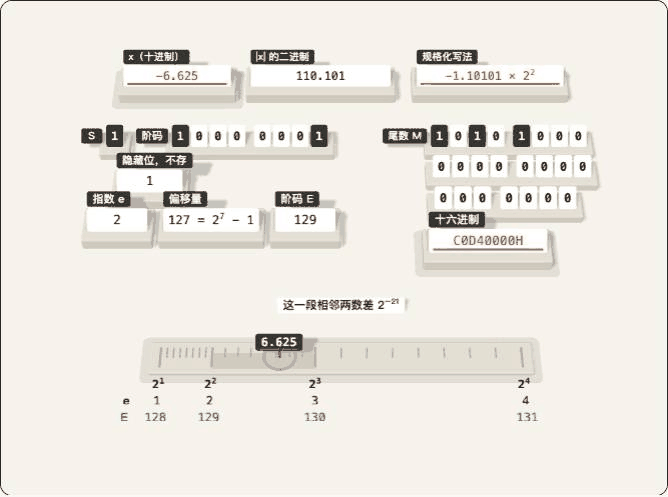 x（十进制） |x| 的二进制 规格化写法
−6.625 110.101 −1.10101 × 2²
S 1 阶码 1 0 0 0 0 0 0 1 尾数 M 1 0 1 0 1 0 0 0
隐藏位，不存 0 0 0 0 0 0 0 0
1 0 0 0 0 0 0 0
指数 e 偏移量 阶码 E 十六进制
2 127 = 2⁷ − 1 129 C0D40000H
这一段相邻两数差 2⁻²¹
6.625
2¹ 2² 2³ 2⁴
e 1 2 3 4
E 128 129 130 131